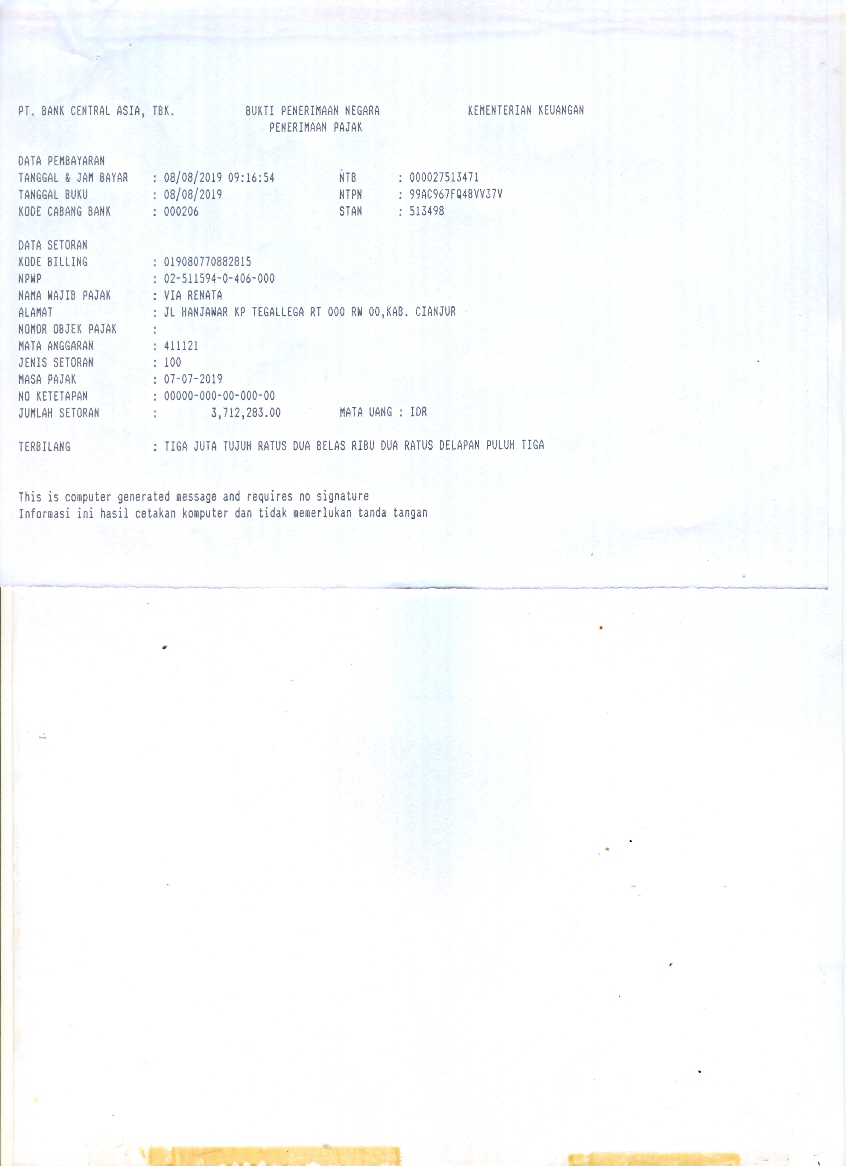 PT. BANK CENTRAL ASIA, TBK. BUKTI PENERIMAAN NEGARA KEMENTERIAN KEUANGAN
PENERIMAAN PAJAK
DATA PEMBAYARAN
TANGGAL & JAM BAYAR : 08/08/2019 09:16:54 NTB : 000027513471
TANGGAL BUKU : 08/08/2019 NTPN : 99AC967FQ4BVV37V
KODE CABANG BANK : 000206 STAN : 513498
DATA SETORAN
KODE BILLING : 019080770882815
NPWP : 02-511594-0-406-000
NAMA WAJIB PAJAK : VIA RENATA
ALAMAT : JL HANJAWAR KP TEGALLEGA RT 000 RW 00,KAB. CIANJUR
NOMOR OBJEK PAJAK :
MATA ANGGARAN : 411121
JENIS SETORAN : 100
MASA PAJAK : 07-07-2019
NO KETETAPAN : 00000-000-00-000-00
JUMLAH SETORAN : 3,712,283.00 MATA UANG : IDR
TERBILANG : TIGA JUTA TUJUH RATUS DUA BELAS RIBU DUA RATUS DELAPAN PULUH TIGA
This is computer generated message and requires no signature
Informasi ini hasil cetakan komputer dan tidak memerlukan tanda tangan